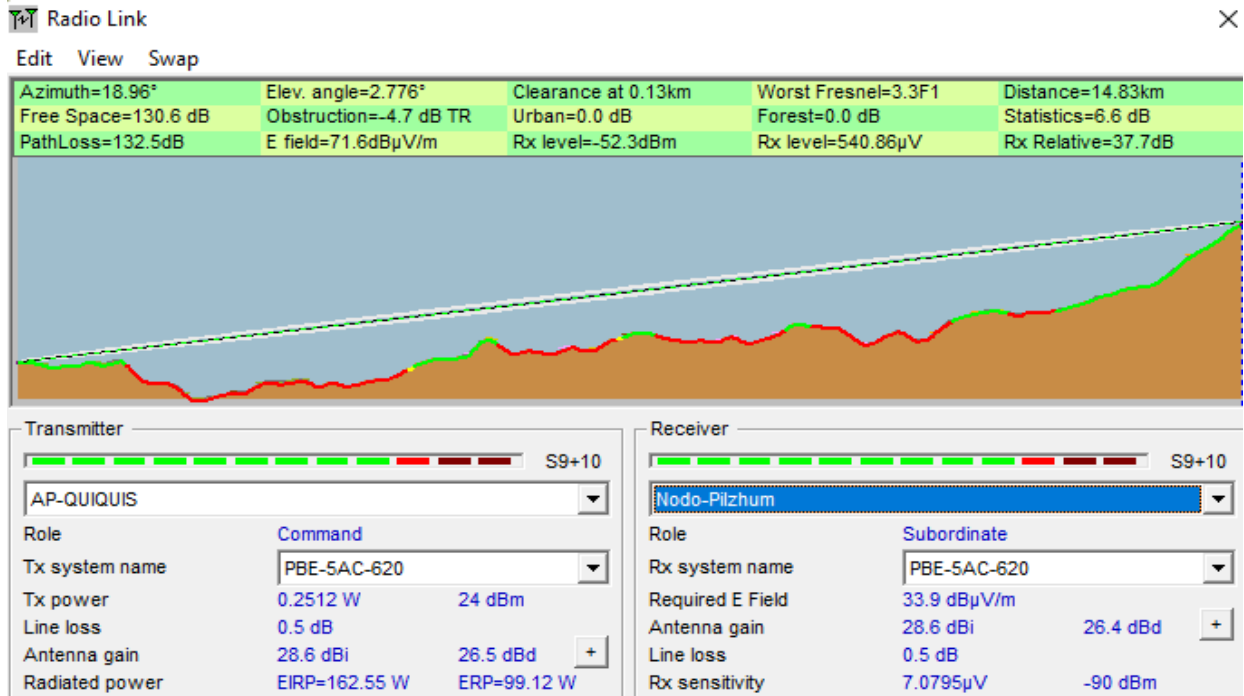 Radio Link
Edit View Swap
Azimuth=18.96° Elev. angle=2.776° Clearance at 0.13km Worst Fresnel=3.3F1 Distance=14.83km
Free Space=130.6 dB Obstruction=-4.7 dB TR Urban=0.0 dB Forest=0.0 dB Statistics=6.6 dB
PathLoss=132.5dB E field=71.6dBµV/m Rx level=-52.3dBm Rx level=540.86µV Rx Relative=37.7dB
Transmitter
S9+10
AP-QUIQUIS
Role Command
Tx system name PBE-5AC-620
Tx power 0.2512 W 24 dBm
Line loss 0.5 dB
Antenna gain 28.6 dBi 26.5 dBd +
Radiated power EIRP=162.55 W ERP=99.12 W
Receiver
S9+10
Nodo-Pilzhum
Role Subordinate
Rx system name PBE-5AC-620
Required E Field 33.9 dBµV/m
Antenna gain 28.6 dBi 26.4 dBd +
Line loss 0.5 dB
Rx sensitivity 7.0795µV -90 dBm